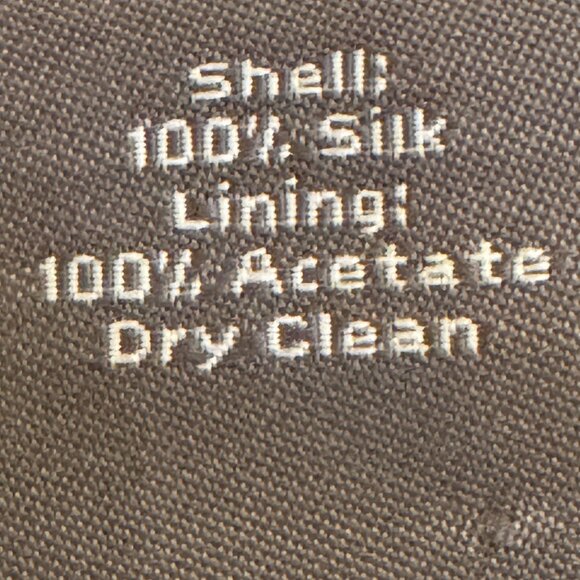 Shell:
100% Silk
Lining:
100% Acetate
Dry Clean